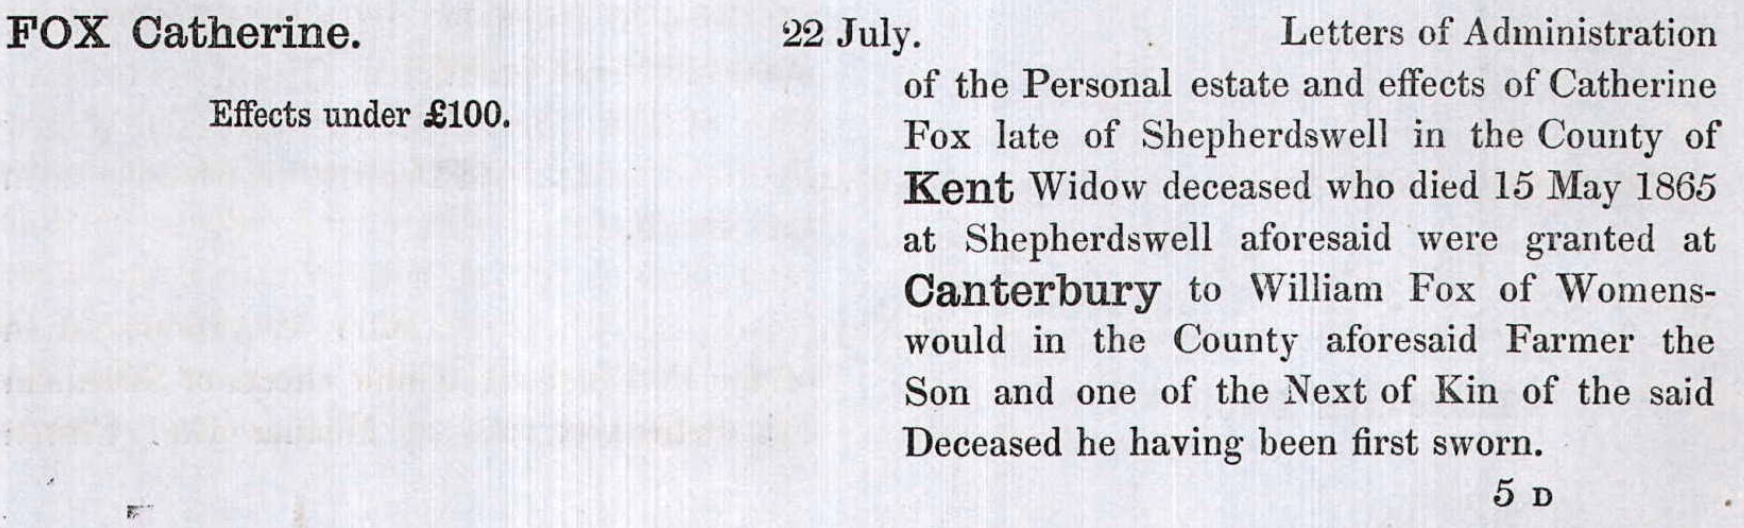 FOX Catherine.
22 July. Letters of Administration
Effects under £100.
of the Personal estate and effects of Catherine
Fox late of Shepherdswell in the County of
Kent Widow deceased who died 15 May 1865
at Shepherdswell aforesaid were granted at
Canterbury to William Fox of Womens-
would in the County aforesaid Farmer the
Son and one of the Next of Kin of the said
Deceased he having been first sworn.
5 D